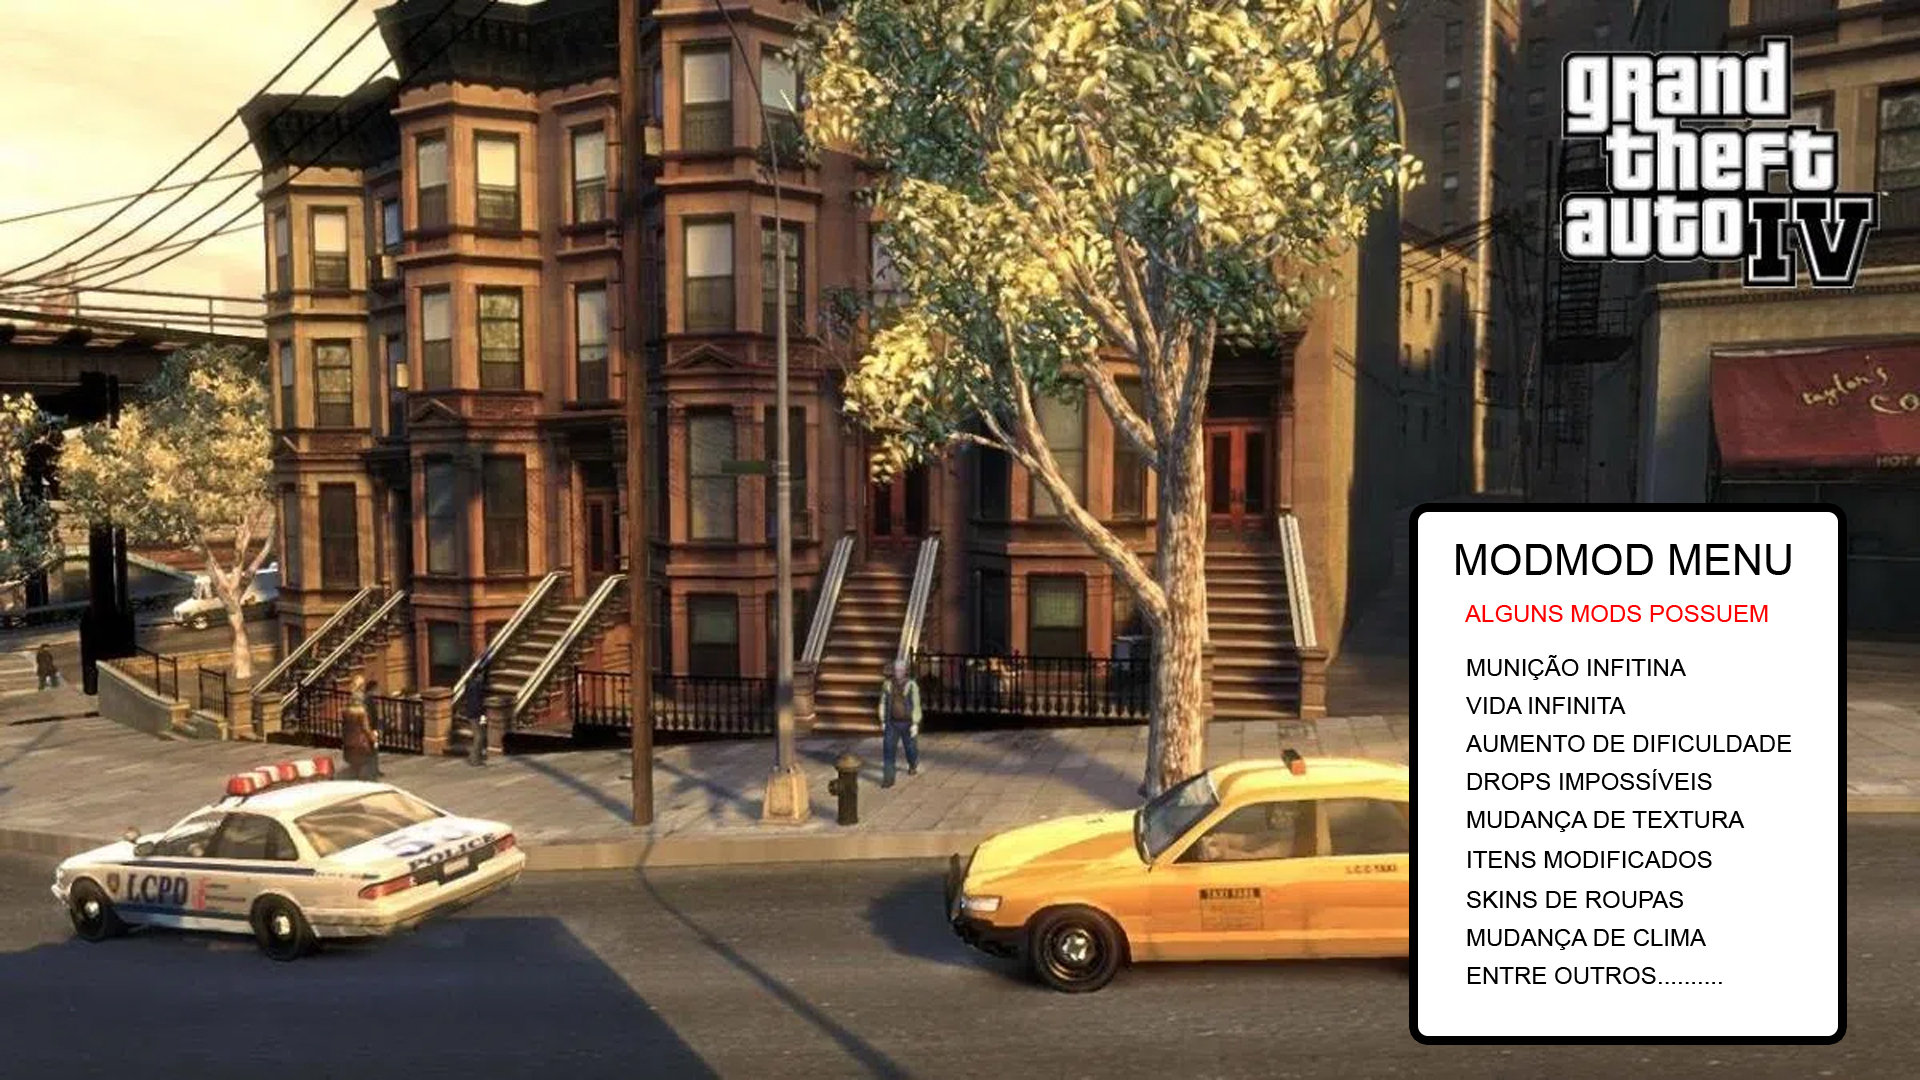 grand
theft
auto IV
taylor's
CO
HOT
MODMOD MENU
ALGUNS MODS POSSUEM
MUNIÇÃO INFITINA
VIDA INFINITA
AUMENTO DE DIFICULDADE
DROPS IMPOSSÍVEIS
MUDANÇA DE TEXTURA
ITENS MODIFICADOS
SKINS DE ROUPAS
MUDANÇA DE CLIMA
ENTRE OUTROS..........
POLICE
LCPD